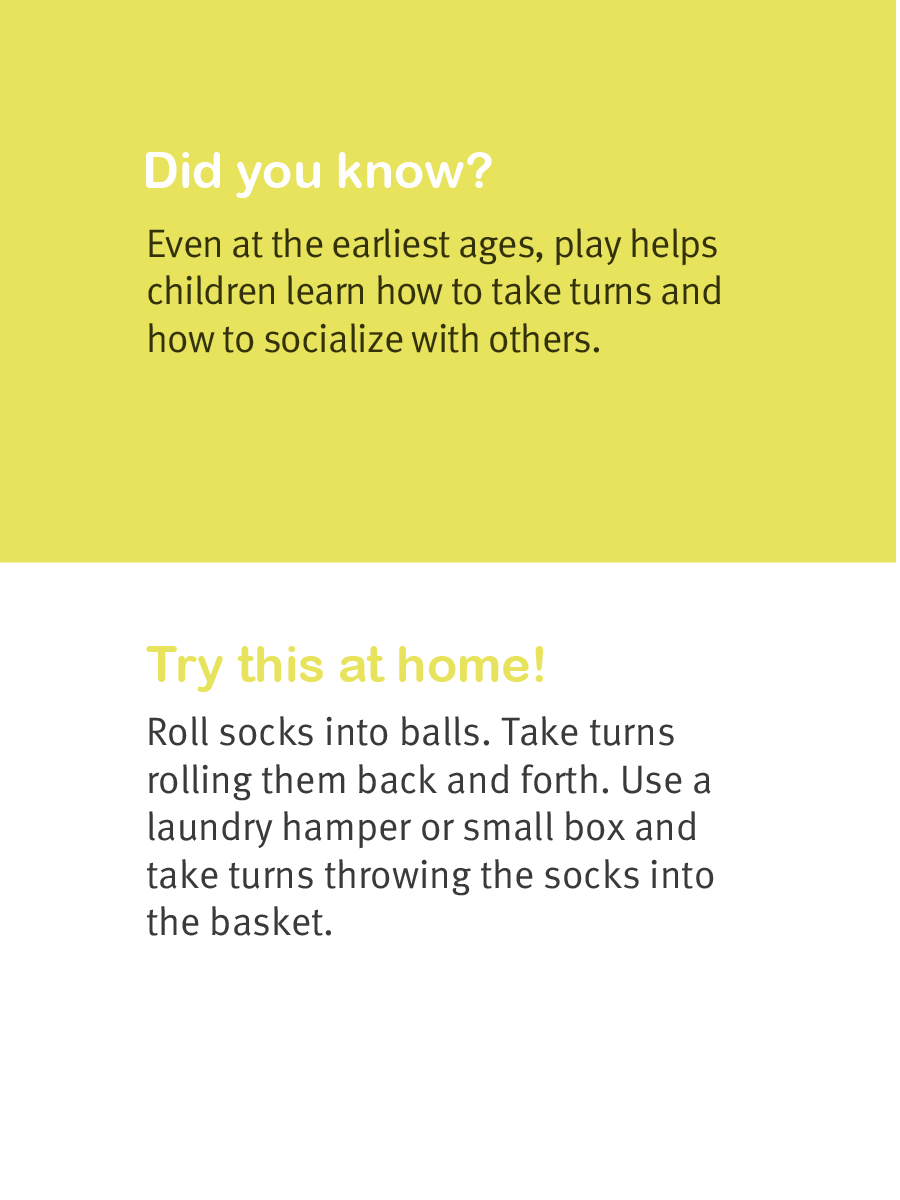 Did you know?
Even at the earliest ages, play helps
children learn how to take turns and
how to socialize with others.
Try this at home!
Roll socks into balls. Take turns
rolling them back and forth. Use a
laundry hamper or small box and
take turns throwing the socks into
the basket.